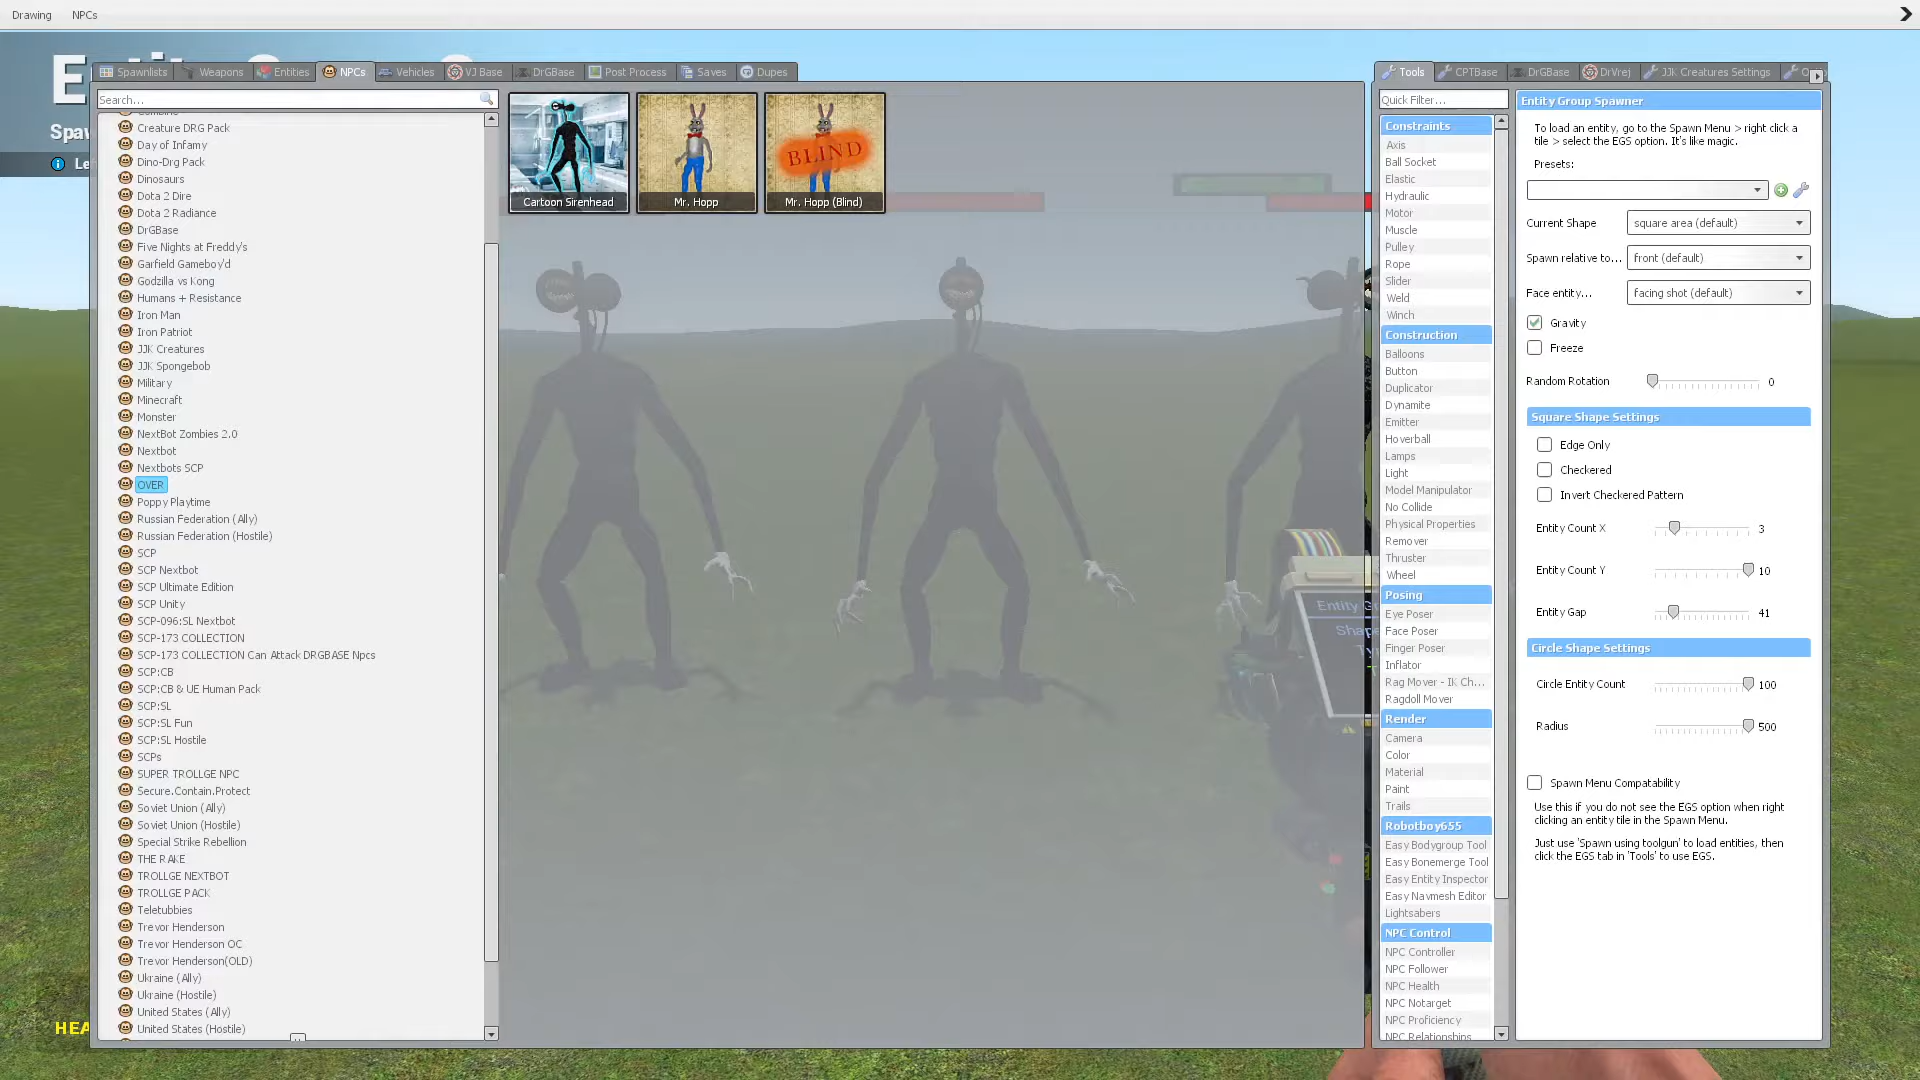 Drawing NPCs
Spawnlists Weapons Entities NPCs Vehicles VJ Base DrGBase Post Process Saves Dupes
Search...
Creature DRG Pack
Day of Infamy
Dino-Drg Pack
Dinosaurs
Dota 2 Dire
Dota 2 Radiance
DrGBase
Five Nights at Freddy's
Garfield Gameboy'd
Godzilla vs Kong
Humans + Resistance
Iron Man
Iron Patriot
JJK Creatures
JJK Spongebob
Military
Minecraft
Monster
NextBot Zombies 2.0
Nextbot
Nextbots SCP
OVER
Poppy Playtime
Russian Federation (Ally)
Russian Federation (Hostile)
SCP
SCP Nextbot
SCP Ultimate Edition
SCP Unity
SCP-096:SL Nextbot
SCP-173 COLLECTION
SCP-173 COLLECTION Can Attack DRGBASE Npcs
SCP:CB
SCP:CB & UE Human Pack
SCP:SL
SCP:SL Fun
SCP:SL Hostile
SCPs
SUPER TROLLGE NPC
Secure.Contain.Protect
Soviet Union (Ally)
Soviet Union (Hostile)
Special Strike Rebellion
THE RAKE
TROLLGE NEXTBOT
TROLLGE PACK
Teletubbies
Trevor Henderson
Trevor Henderson OC
Trevor Henderson(OLD)
Ukraine (Ally)
Ukraine (Hostile)
United States (Ally)
United States (Hostile)
BLIND
Cartoon Sirenhead Mr. Hopp Mr. Hopp (Blind)
Tools CPTBase DrGBase DrVrej JJK Creatures Settings
Quick Filter...
Constraints
Axis
Ball Socket
Elastic
Hydraulic
Motor
Muscle
Pulley
Rope
Slider
Weld
Winch
Construction
Balloons
Button
Duplicator
Dynamite
Emitter
Hoverball
Lamps
Light
Model Manipulator
No Collide
Physical Properties
Remover
Thruster
Wheel
Posing
Eye Poser
Face Poser
Finger Poser
Inflator
Rag Mover - IK Ch...
Ragdoll Mover
Render
Camera
Color
Material
Paint
Trails
Robotboy655
Easy Bodygroup Tool
Easy Bonemerge Tool
Easy Entity Inspector
Easy Navmesh Editor
Lightsabers
NPC Control
NPC Controller
NPC Follower
NPC Health
NPC Notarget
NPC Proficiency
NPC Relationships
Entity Group Spawner
To load an entity, go to the Spawn Menu > right click a
tile > select the EGS option. It's like magic.
Presets:
Current Shape square area (default)
Spawn relative to... front (default)
Face entity... facing shot (default)
Gravity
Freeze
Random Rotation 0
Square Shape Settings
Edge Only
Checkered
Invert Checkered Pattern
Entity Count X 3
Entity Count Y 10
Entity Gap 41
Circle Shape Settings
Circle Entity Count 100
Radius 500
Spawn Menu Compatability
Use this if you do not see the EGS option when right
clicking an entity tile in the Spawn Menu.
Just use 'Spawn using toolgun' to load entities, then
click the EGS tab in 'Tools' to use EGS.